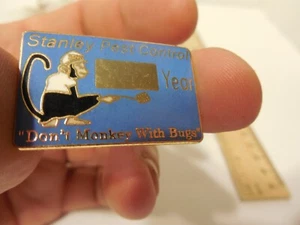 Stanley Pest Control
Year
"Don't Monkey With Bugs"